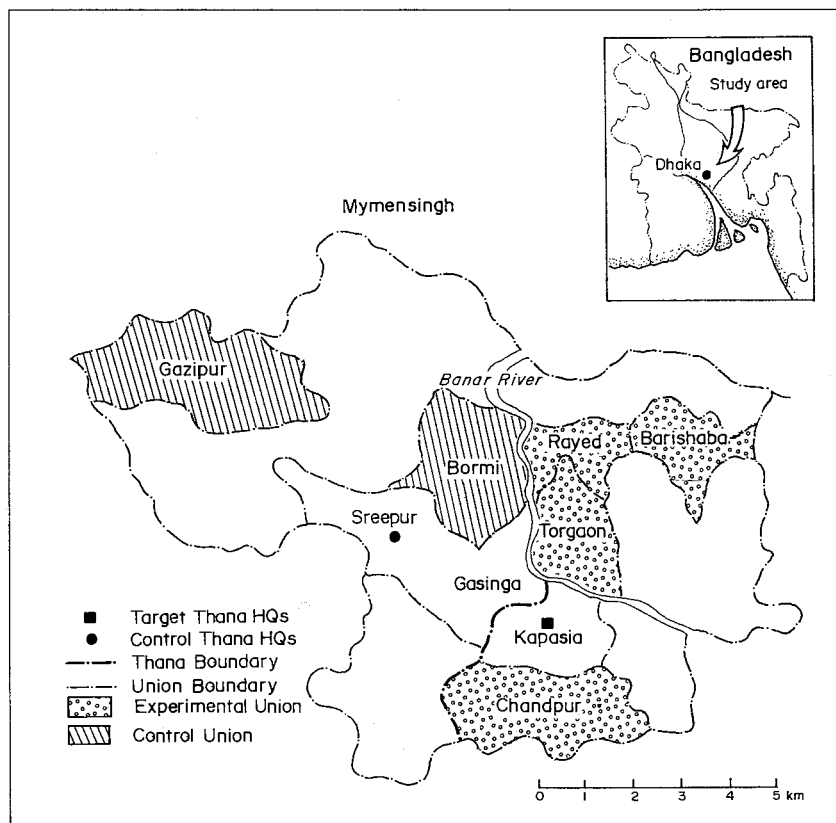 Bangladesh
Study area
Dhaka
Mymensingh
Gazipur
Banar River
Rayed
Barishaba
Bormi
Sreepur
Torgaon
Gasinga
Kapasia
Chandpur
Target Thana HQs
Control Thana HQs
Thana Boundary
Union Boundary
Experimental Union
Control Union
0 1 2 3 4 5 km